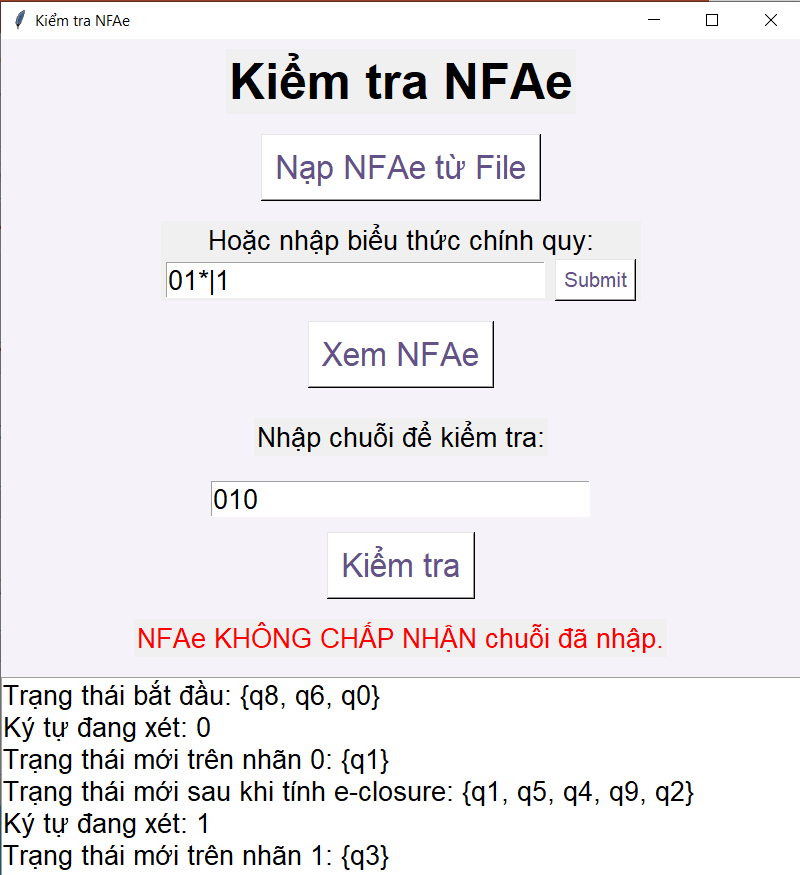 Kiểm tra NFAe
Kiểm tra NFAe
Nạp NFAe từ File
Hoặc nhập biểu thức chính quy:
01*|1 Submit
Xem NFAe
Nhập chuỗi để kiểm tra:
010
Kiểm tra
NFAe KHÔNG CHẤP NHẬN chuỗi đã nhập.
Trạng thái bắt đầu: {q8, q6, q0}
Ký tự đang xét: 0
Trạng thái mới trên nhãn 0: {q1}
Trạng thái mới sau khi tính e-closure: {q1, q5, q4, q9, q2}
Ký tự đang xét: 1
Trạng thái mới trên nhãn 1: {q3}